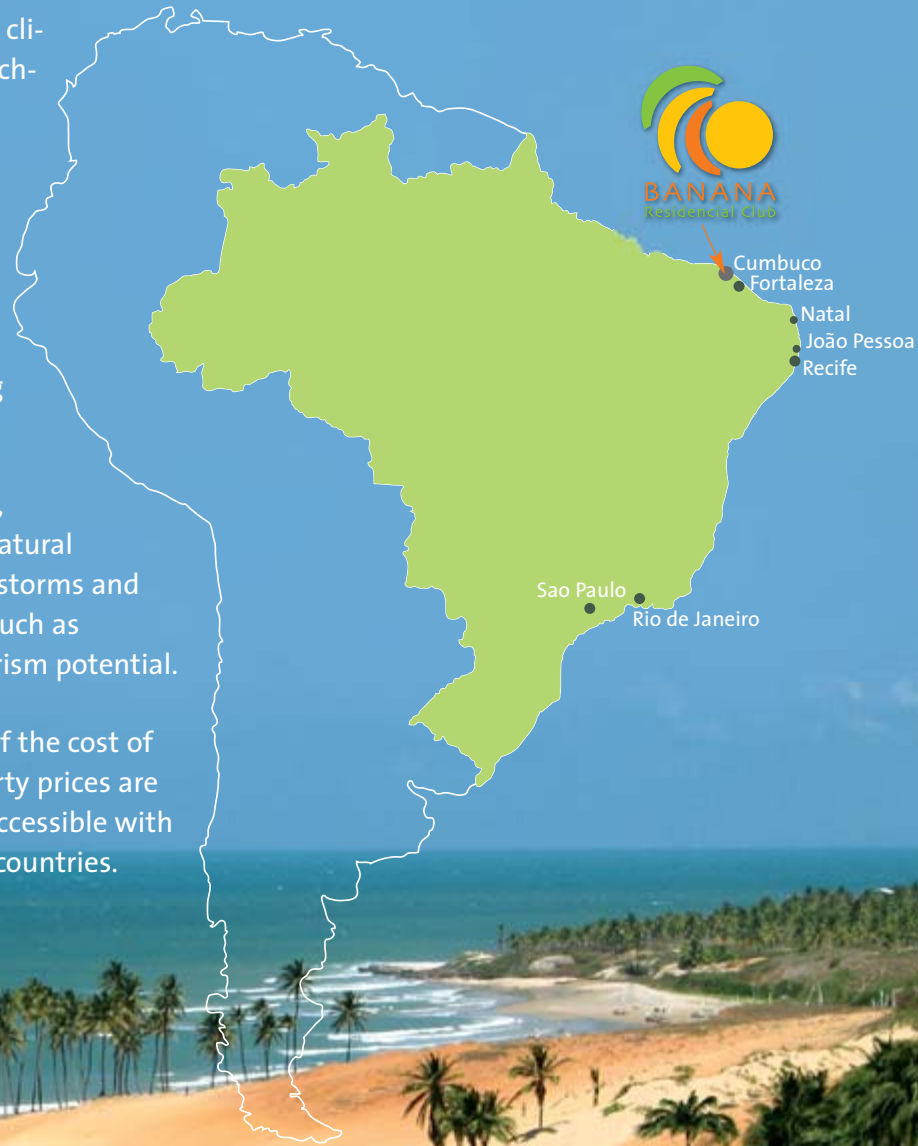 cli-
ch-
BANANA
Residencial Club
Cumbuco
Fortaleza
Natal
João Pessoa
Recife
g
,
atural
storms and
uch as
rism potential.
Sao Paulo
Rio de Janeiro
f the cost of
rty prices are
ccessible with
countries.